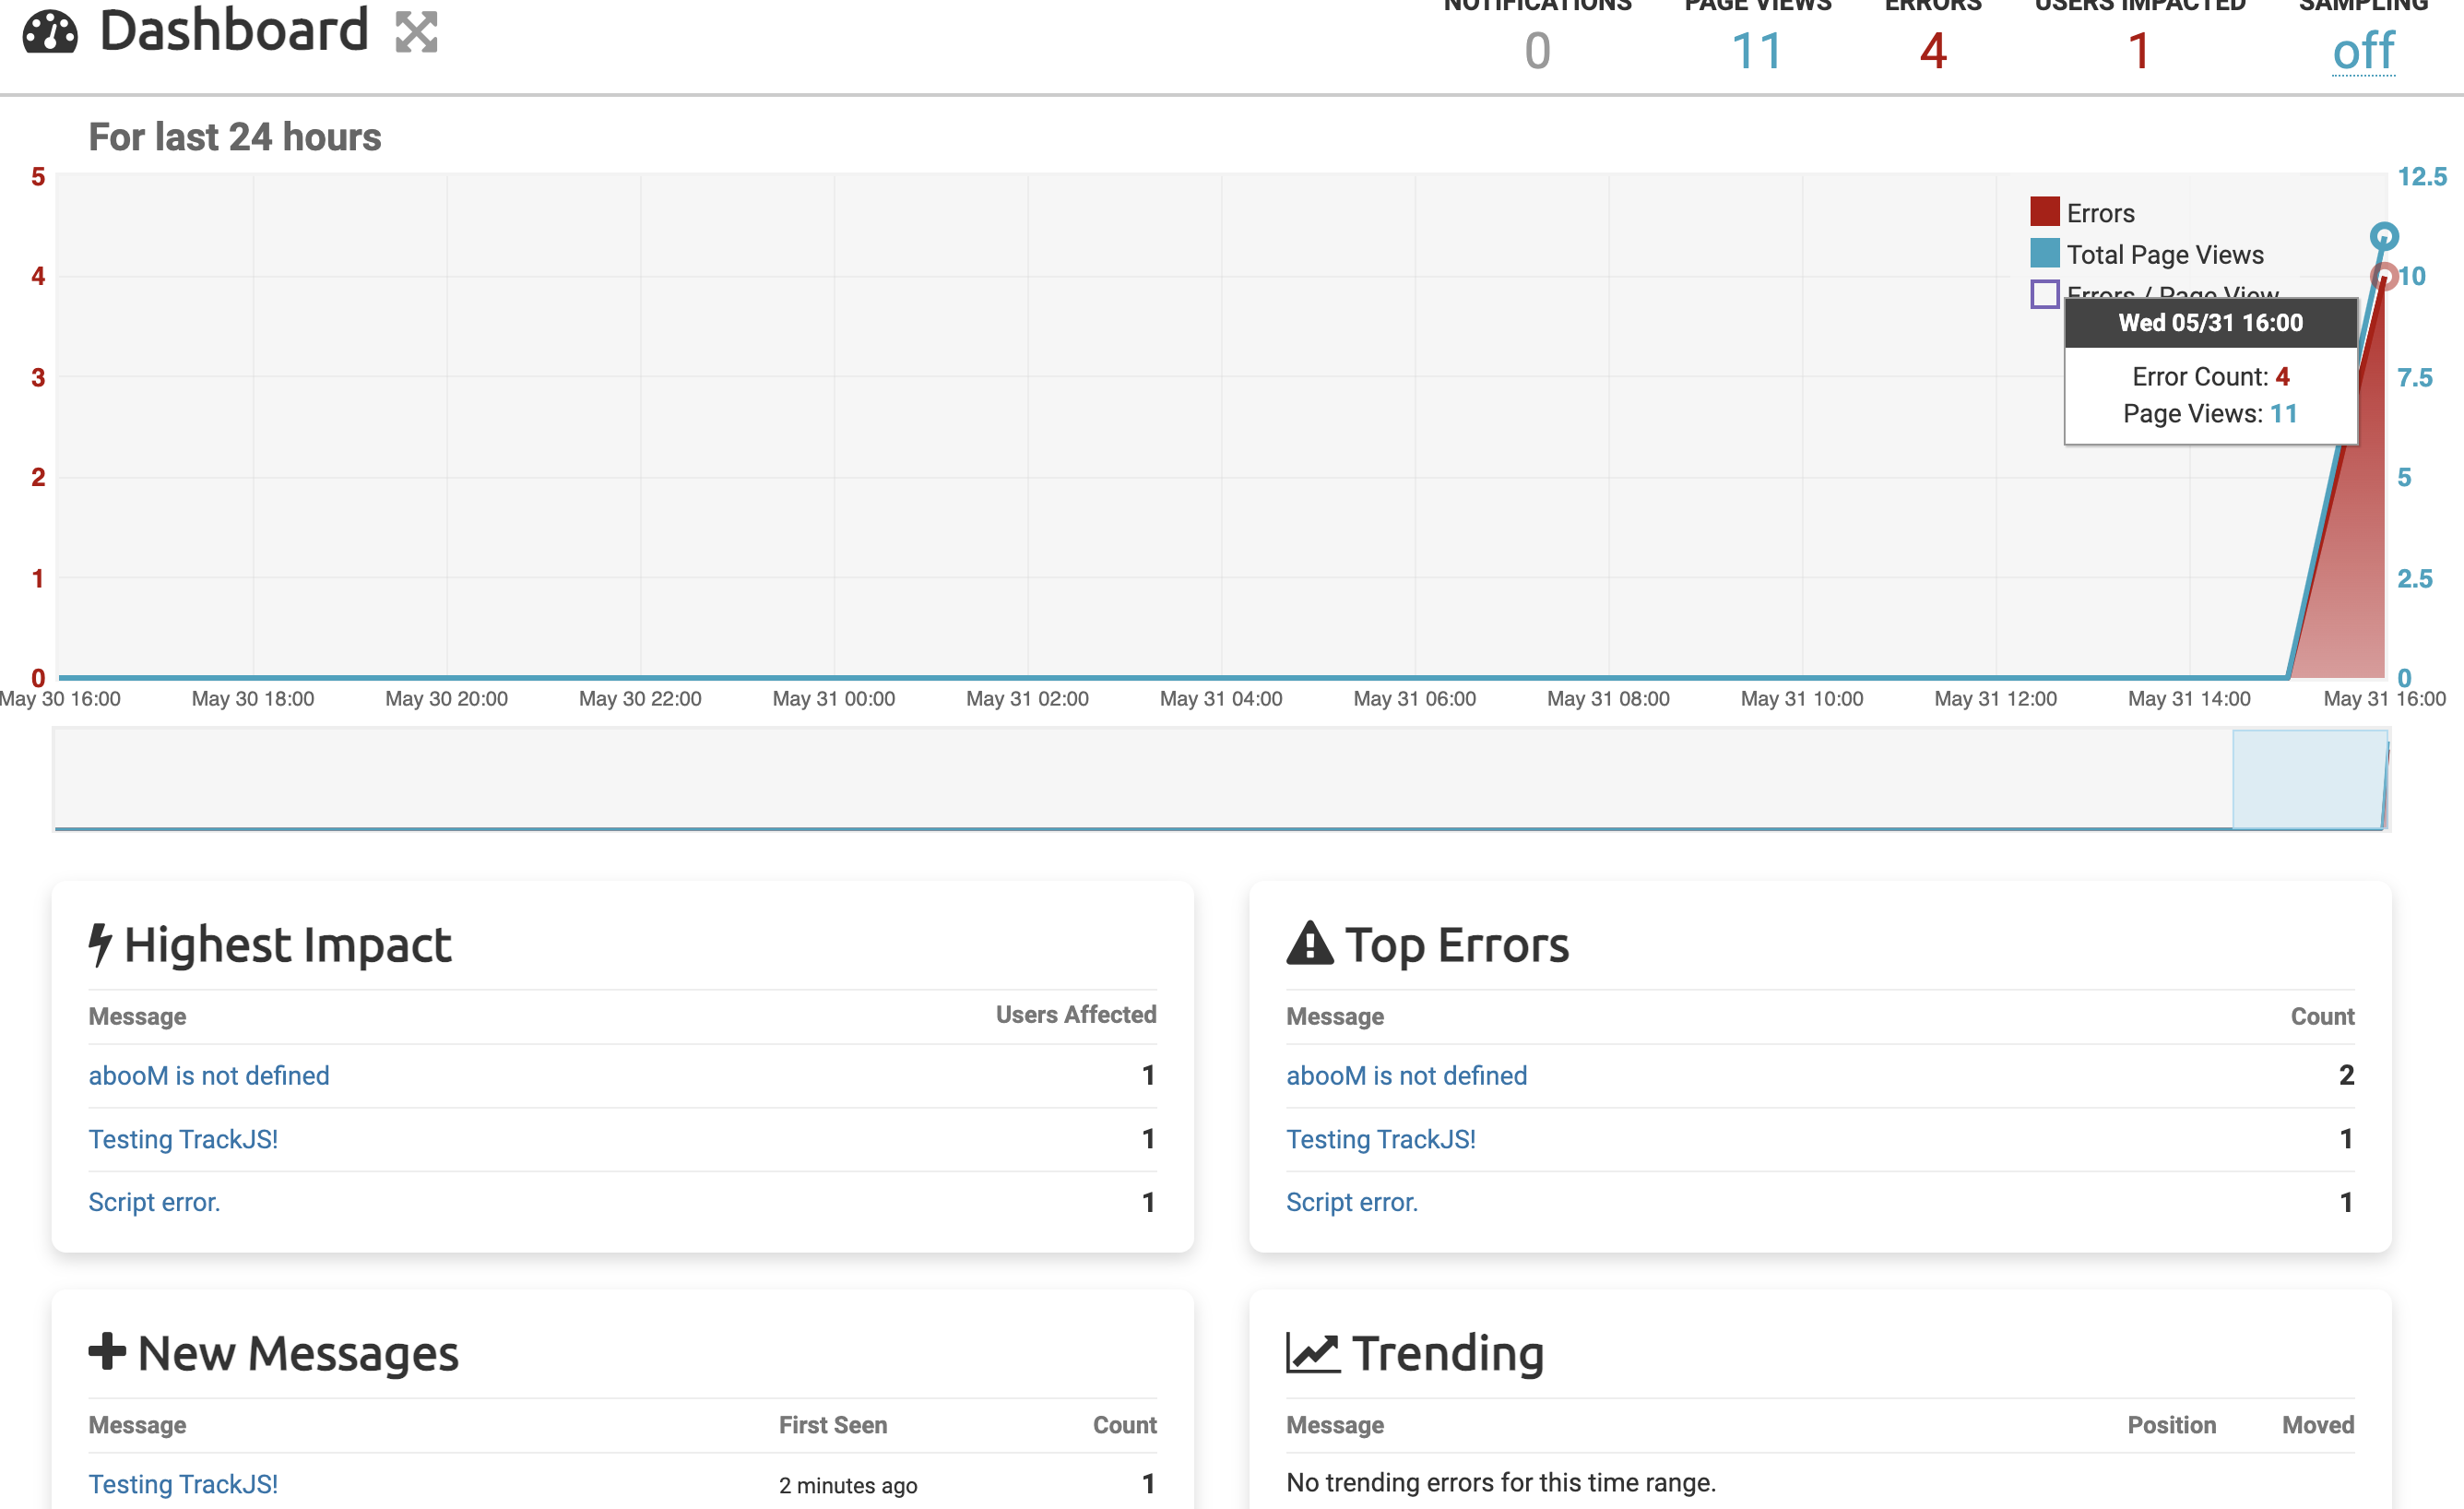 Dashboard
NOTIFICATIONS PAGE VIEWS ERRORS USERS IMPACTED SAMPLING
0 11 4 1 off
For last 24 hours
5 12.5
4 10
3 7.5
2 5
1 2.5
0 0
Errors
Total Page Views
Errors / Page View
Wed 05/31 16:00
Error Count: 4
Page Views: 11
May 30 16:00 May 30 18:00 May 30 20:00 May 30 22:00 May 31 00:00 May 31 02:00 May 31 04:00 May 31 06:00 May 31 08:00 May 31 10:00 May 31 12:00 May 31 14:00 May 31 16:00
Highest Impact
Message Users Affected
abooM is not defined 1
Testing TrackJS! 1
Script error. 1
Top Errors
Message Count
abooM is not defined 2
Testing TrackJS! 1
Script error. 1
New Messages
Message First Seen Count
Testing TrackJS! 2 minutes ago 1
Trending
Message Position Moved
No trending errors for this time range.